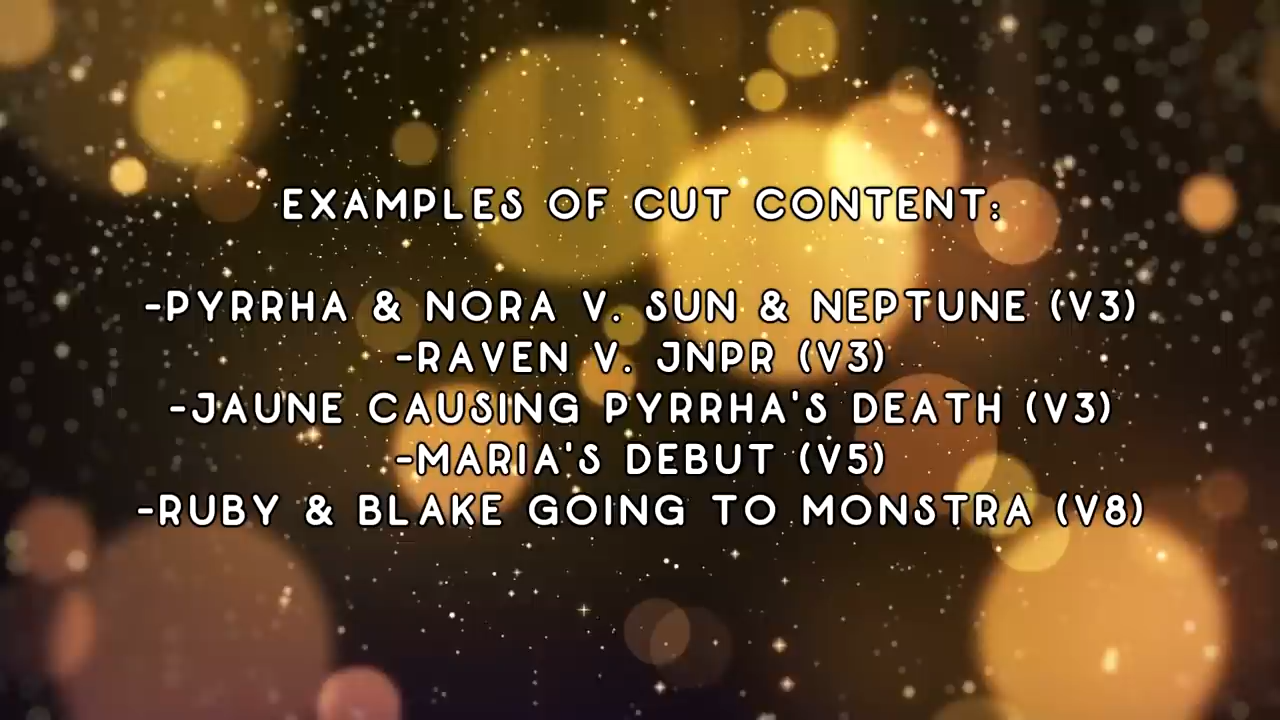 EXAMPLES OF CUT CONTENT:
-PYRRHA & NORA V. SUN & NEPTUNE (V3)
-RAVEN V. JNPR (V3)
-JAUNE CAUSING PYRRHA'S DEATH (V3)
-MARIA'S DEBUT (V5)
-RUBY & BLAKE GOING TO MONSTRA (V8)